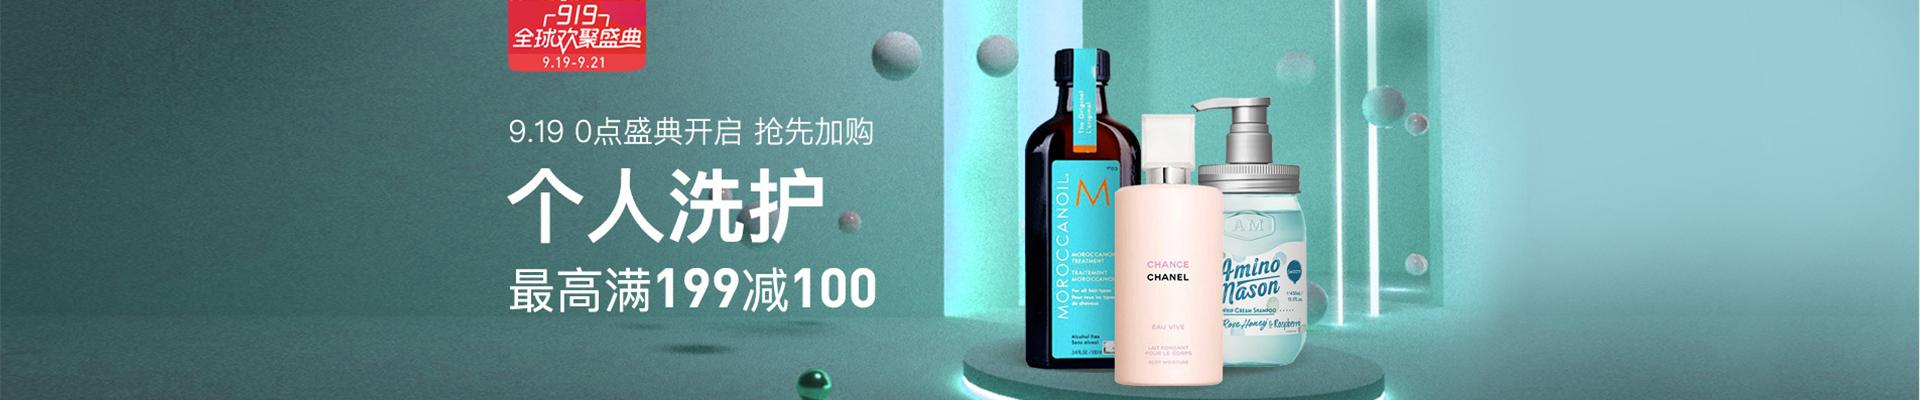 919
全球欢聚盛典
9.19-9.21
9.19 0点盛典开启 抢先加购
个人洗护
最高满199减100
The Original
L'original
M
MOROCCANOIL
MOROCCANOIL
TREATMENT
TRAITEMENT
MOROCCANOIL
For all hair types
Pour tous les types
de cheveux
Alcohol free
Sans alcool
CHANCE
CHANEL
EAU VIVE
LAIT FONDANT
POUR LE CORPS
BODY MOISTURE
AM
Amino
Mason
SMOOTH
WHIP CREAM SHAMPOO
Rose Honey & Raspberry